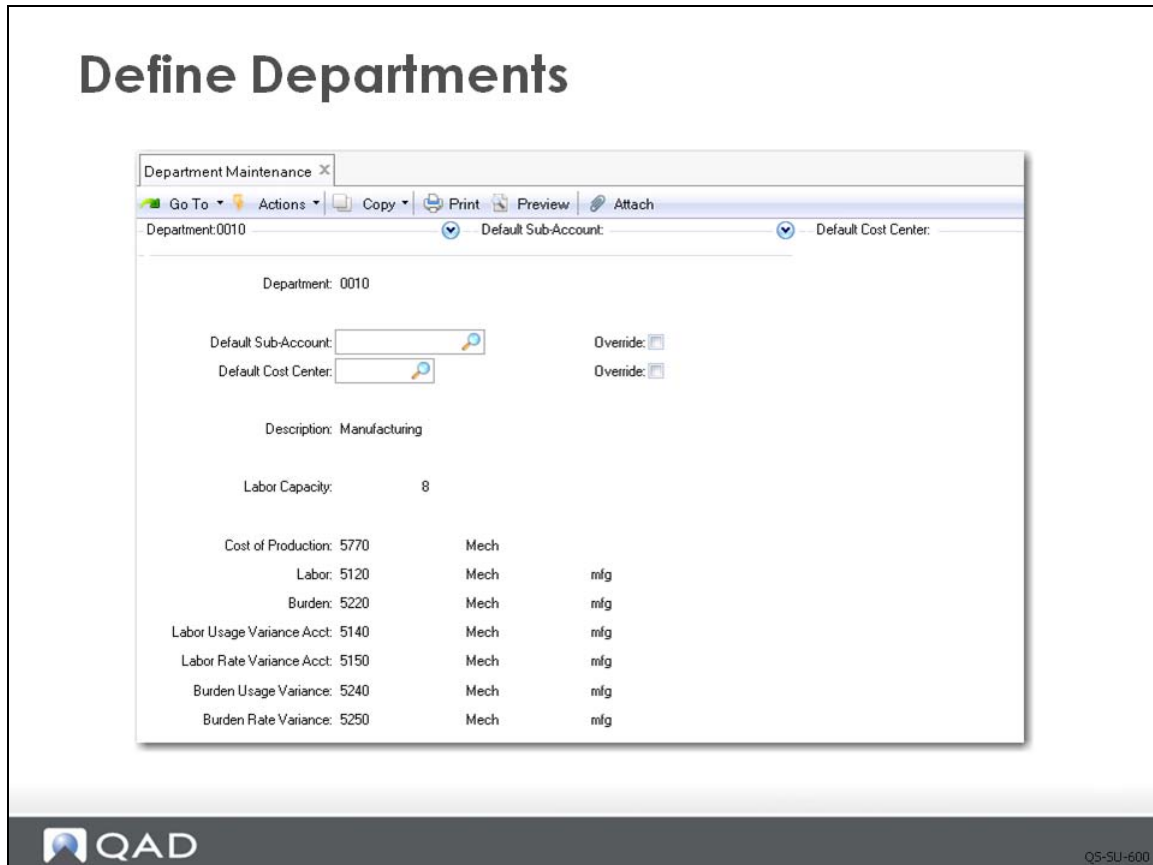 Define Departments
Department Maintenance
Go To Actions Copy Print Preview Attach
Department:0010 Default Sub-Account: Default Cost Center:
Department: 0010
Default Sub-Account: Override:
Default Cost Center: Override:
Description: Manufacturing
Labor Capacity: 8
Cost of Production: 5770 Mech
Labor: 5120 Mech mfg
Burden: 5220 Mech mfg
Labor Usage Variance Acct: 5140 Mech mfg
Labor Rate Variance Acct: 5150 Mech mfg
Burden Usage Variance: 5240 Mech mfg
Burden Rate Variance: 5250 Mech mfg
QAD
QS-SU-600